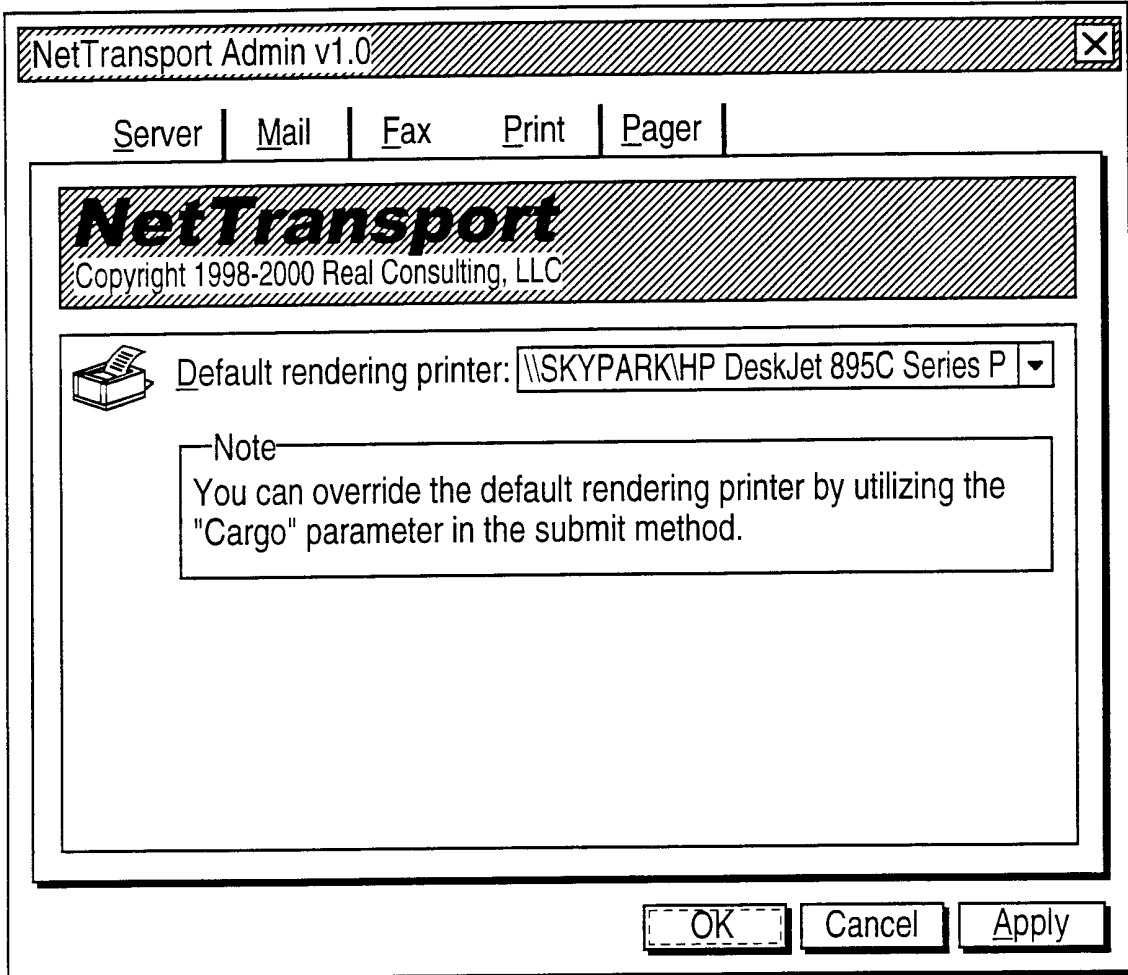 NetTransport Admin v1.0
Server Mail Fax Print Pager
NetTransport
Copyright 1998-2000 Real Consulting, LLC
Default rendering printer: \\SKYPARK\HP DeskJet 895C Series P
Note
You can override the default rendering printer by utilizing the
"Cargo" parameter in the submit method.
OK Cancel Apply